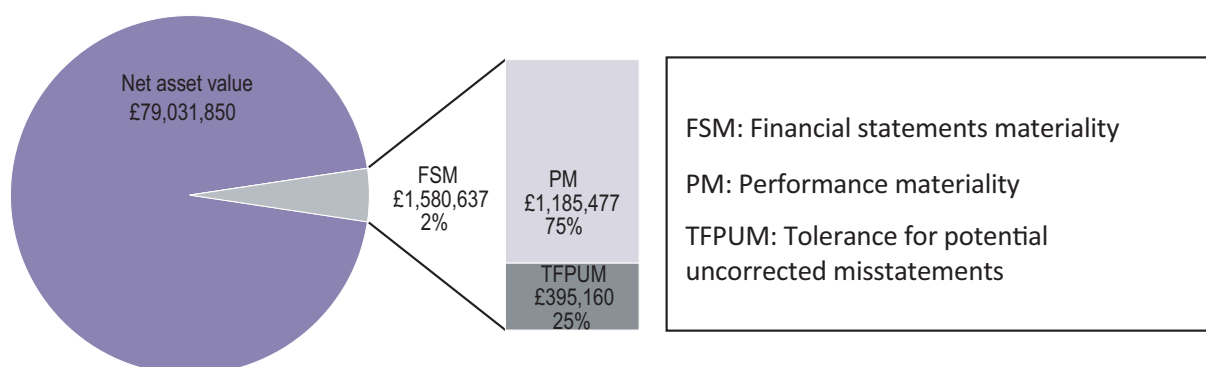 Net asset value
£79,031,850
FSM
£1,580,637
2%
PM
£1,185,477
75%
TFPUM
£395,160
25%
FSM: Financial statements materiality
PM: Performance materiality
TFPUM: Tolerance for potential
uncorrected misstatements